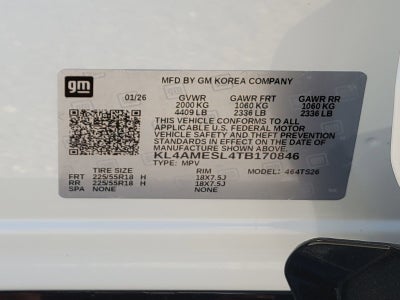 gm
MFD BY GM KOREA COMPANY
01/26 GVWR GAWR FRT GAWR RR
2000 KG 1060 KG 1060 KG
4409 LB 2336 LB 2336 LB
THIS VEHICLE CONFORMS TO ALL
APPLICABLE U.S. FEDERAL MOTOR
VEHICLE SAFETY AND THEFT PREVENTION
STANDARDS IN EFFECT ON THE DATE OF
MANUFACTURE SHOWN ABOVE.
KL4AMESL4TB170846
TYPE: MPV MODEL: 464TS26
TIRE SIZE RIM
FRT 225/55R18 H 18X7.5J
RR 225/55R18 H 18X7.5J
SPA NONE NONE